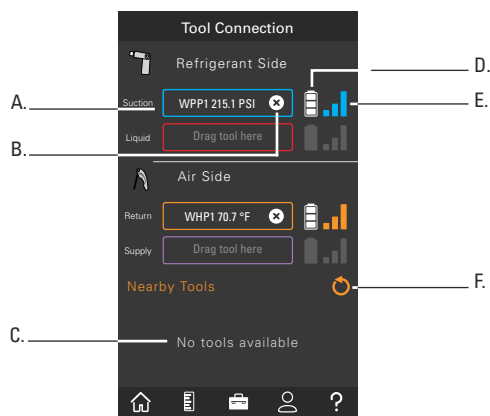 Tool Connection
Refrigerant Side
D.
A.
Suction
WPP1 215.1 PSI
E.
B.
Liquid
Drag tool here
Air Side
Return
WHP1 70.7 °F
Supply
Drag tool here
Nearby Tools
F.
C.
No tools available
?